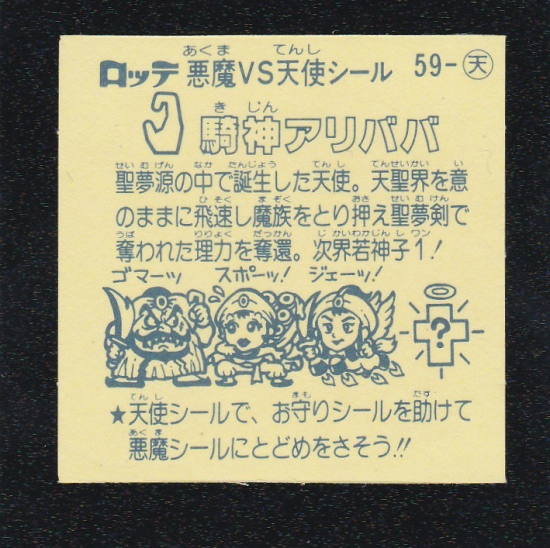 ロッテ 悪魔VS天使シール 59-天
騎神アリババ
聖夢源の中で誕生した天使。天聖界を意
のままに飛速し魔族をとり押え聖夢剣で
奪われた理力を奪還。次界若神子1!
ゴマーッ スポーッ! ジェーッ!
?
★天使シールで、お守りシールを助けて
悪魔シールにとどめをさそう!!